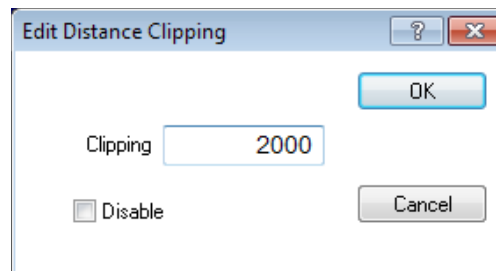 Edit Distance Clipping
?
OK
Clipping 2000
Disable
Cancel